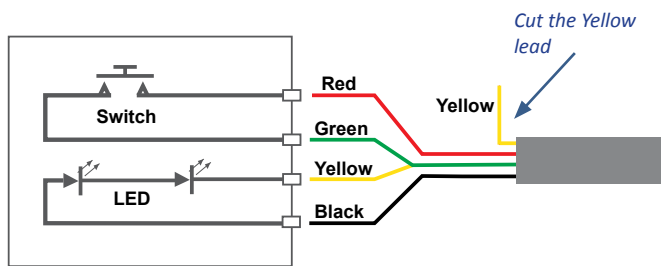 Cut the Yellow
lead
Red
Yellow
Switch
Green
Yellow
LED
Black